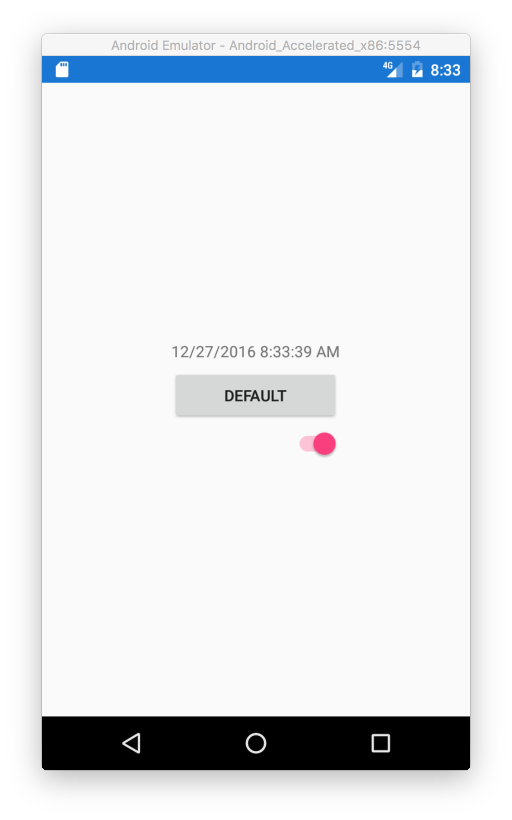 Android Emulator - Android_Accelerated_x86:5554
4G 8:33
12/27/2016 8:33:39 AM
DEFAULT